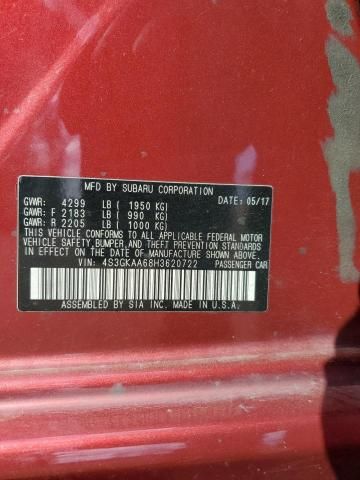 MFD BY SUBARU CORPORATION DATE: 05/17
GVWR: 4299 LB ( 1950 KG)
GAWR: F 2183 LB ( 990 KG)
GAWR: R 2205 LB ( 1000 KG)
THIS VEHICLE CONFORMS TO ALL APPLICABLE FEDERAL MOTOR
VEHICLE SAFETY, BUMPER, AND THEFT PREVENTION STANDARDS
IN EFFECT ON THE DATE OF MANUFACTURE SHOWN ABOVE.
VIN: 4S3GKAA68H3620722 PASSENGER CAR
ASSEMBLED BY SIA INC. MADE IN U.S.A.